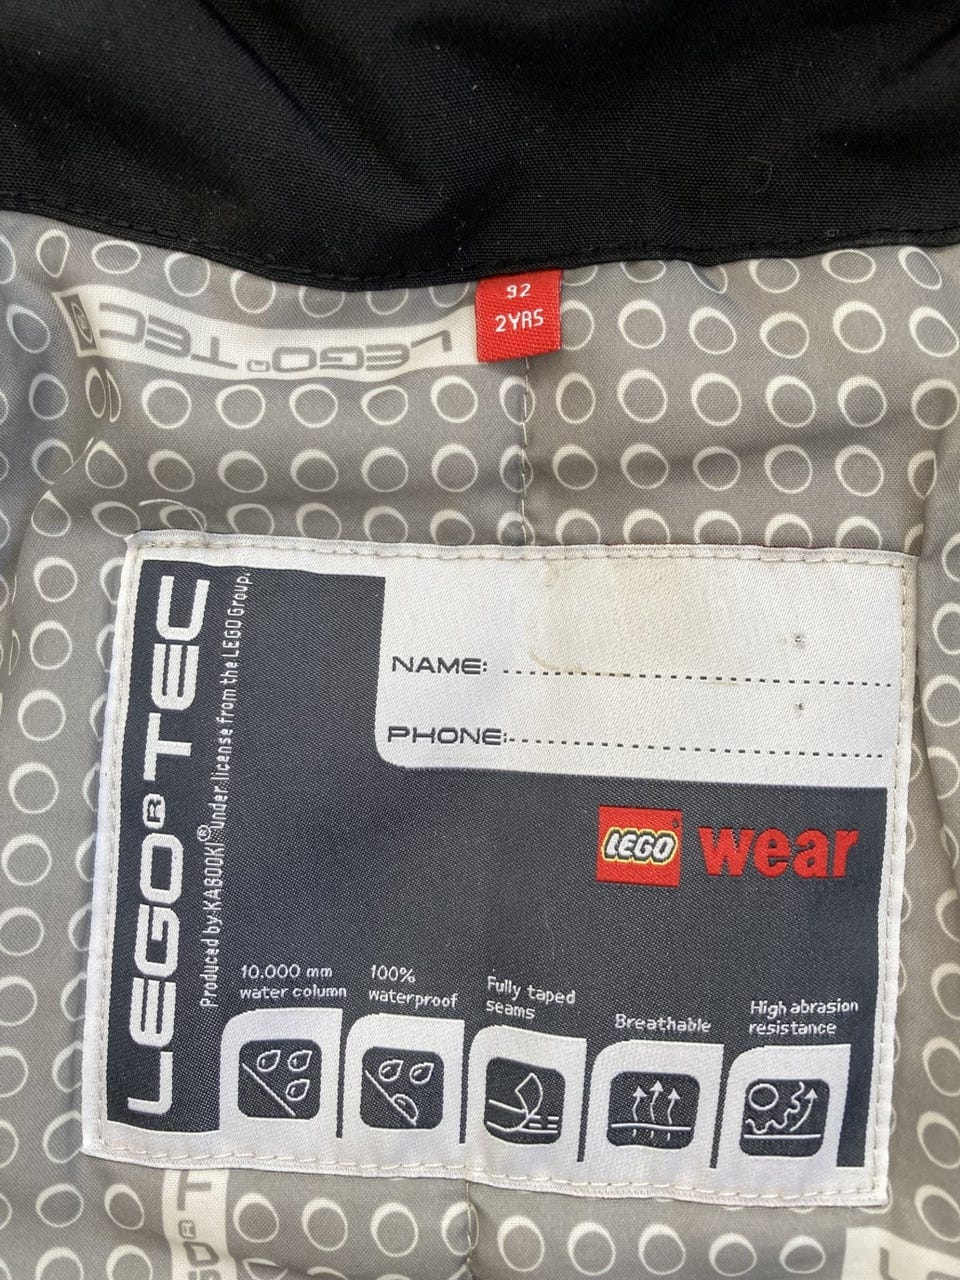 92
2YRS
LEGO® TEC
LEGO® TEC
Produced by KABOOKI® under license from the LEGO Group.
NAME:
PHONE:
LEGO® wear
10.000 mm
water column
100%
waterproof
Fully taped
seams
Breathable
High abrasion
resistance